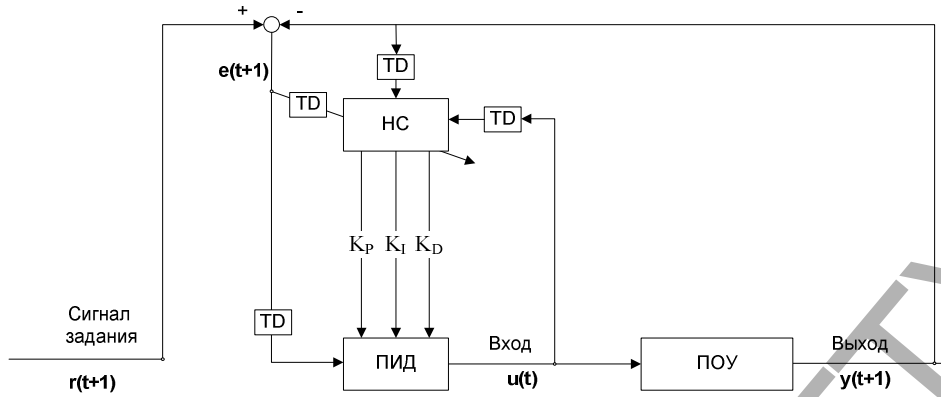 + -
e(t+1)
TD
TD
НС
TD
K_P K_I K_D
Сигнал
задания
r(t+1)
TD
ПИД
Вход
u(t)
ПОУ
Выход
y(t+1)